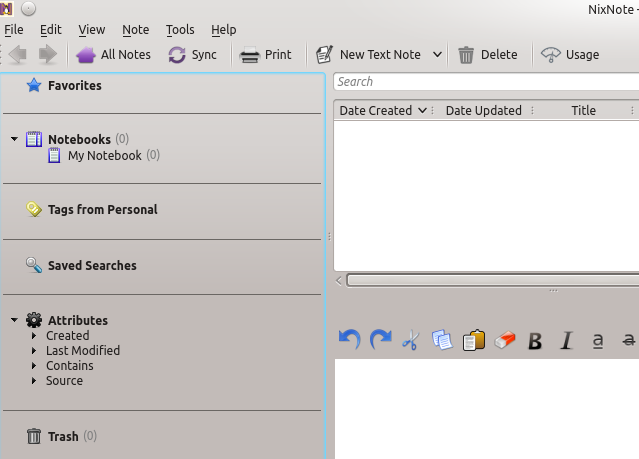 NixNote -
File Edit View Note Tools Help
All Notes Sync Print New Text Note Delete Usage
Favorites
Search
Date Created Date Updated Title
Notebooks (0)
My Notebook (0)
Tags from Personal
Saved Searches
Attributes
Created
Last Modified
Contains
Source
B I a a
Trash (0)